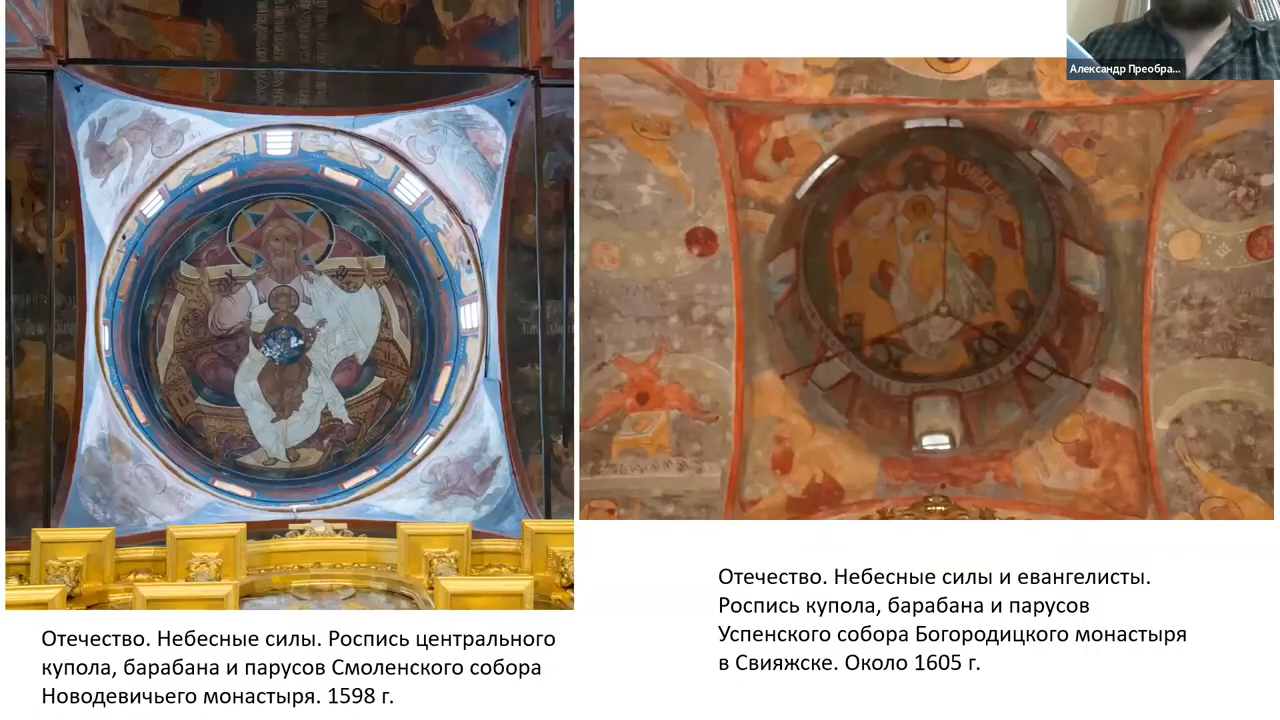 Александр Преобра...
Отечество. Небесные силы. Роспись центрального
купола, барабана и парусов Смоленского собора
Новодевичьего монастыря. 1598 г.
Отечество. Небесные силы и евангелисты.
Роспись купола, барабана и парусов
Успенского собора Богородицкого монастыря
в Свияжске. Около 1605 г.